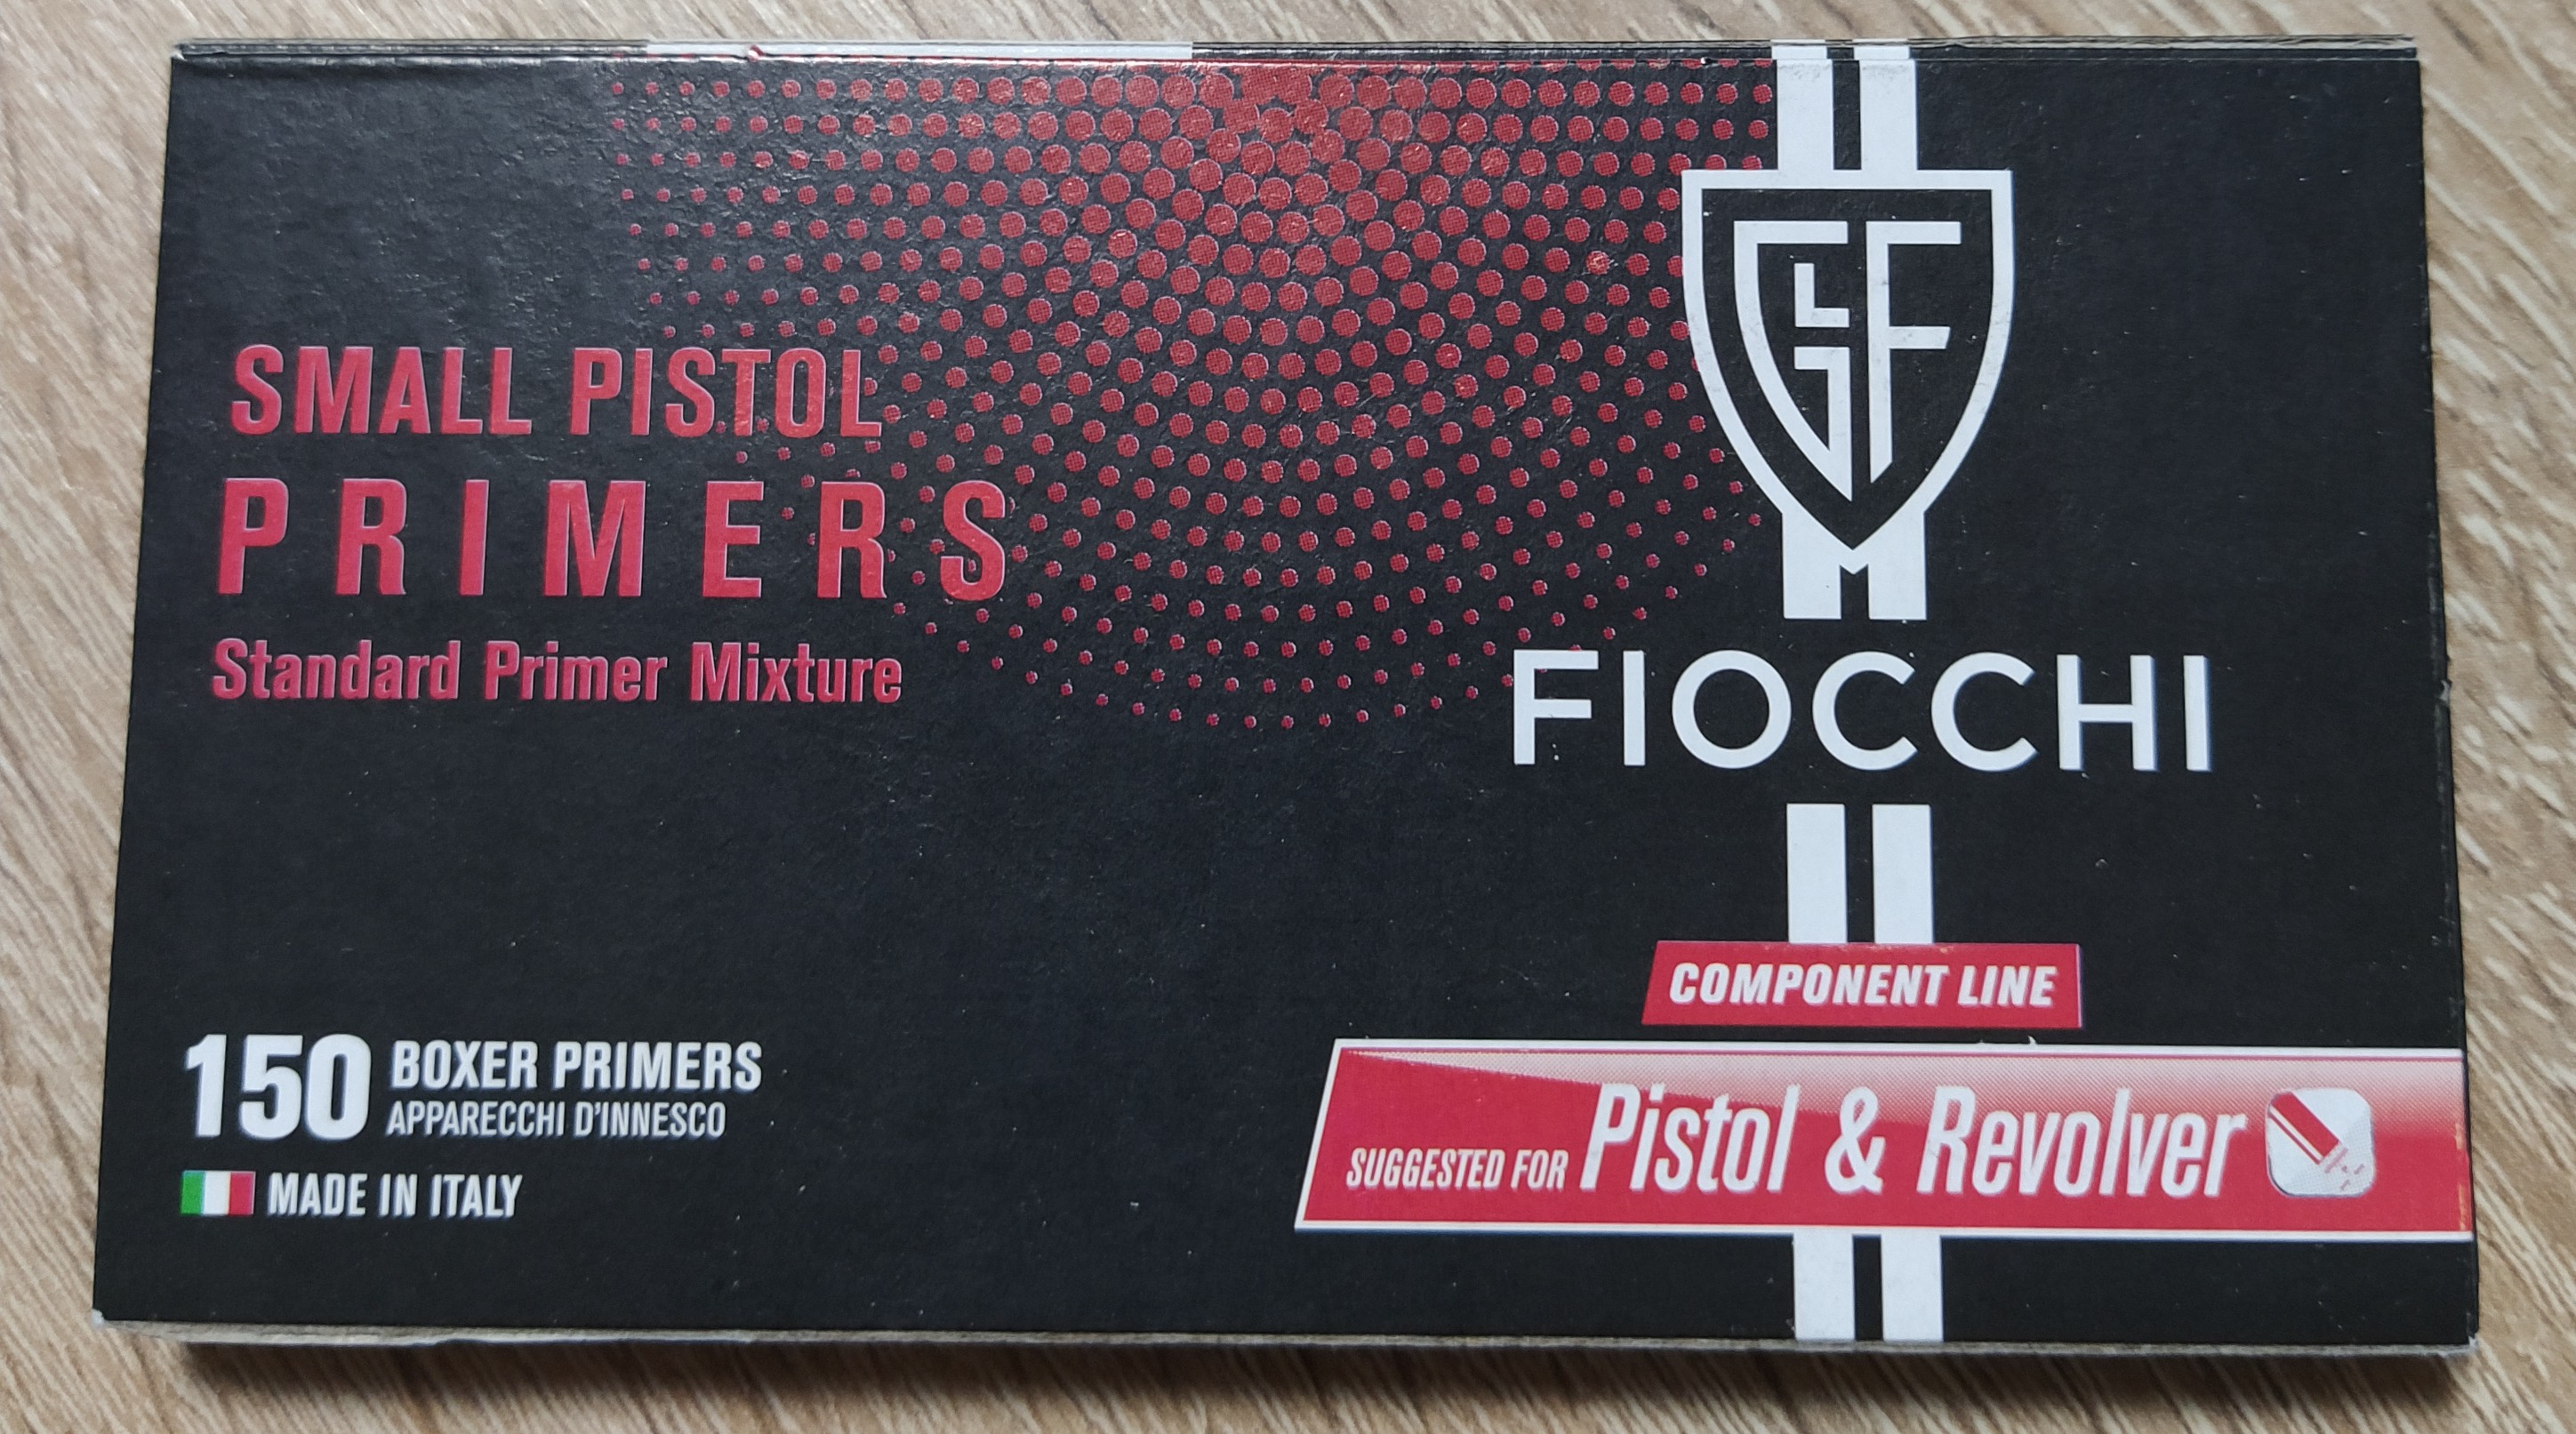 SMALL PISTOL
PRIMERS
Standard Primer Mixture
150 BOXER PRIMERS
APPARECCHI D'INNESCO
MADE IN ITALY
GF
FIOCCHI
COMPONENT LINE
SUGGESTED FOR Pistol & Revolver